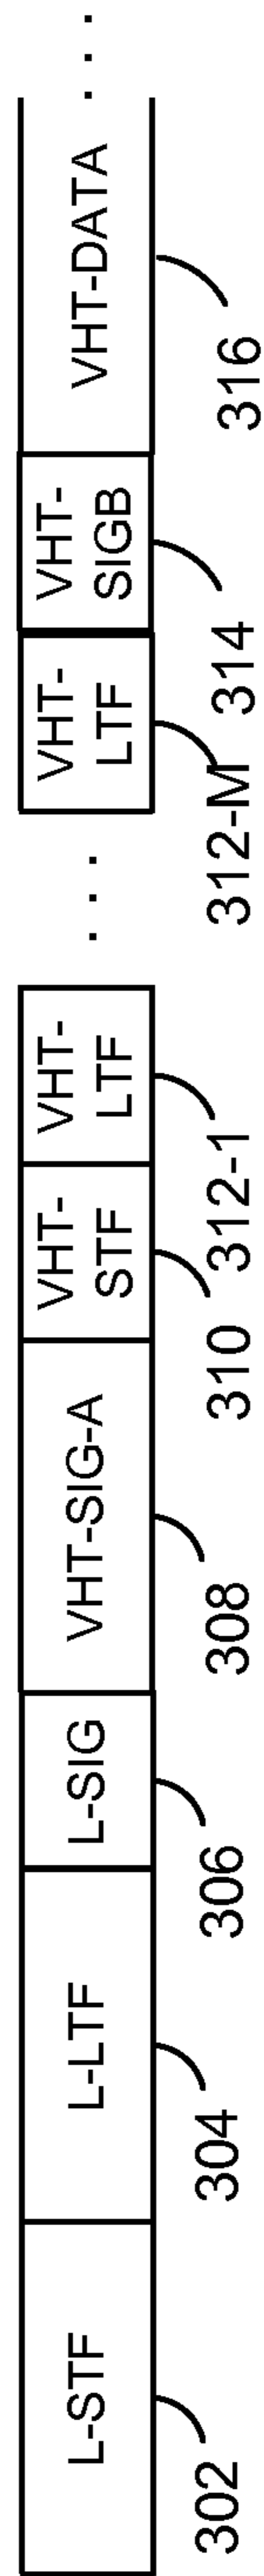 L-STF
L-LTF
L-SIG
VHT-SIG-A
VHT-
STF
VHT-
LTF
. . .
VHT-
LTF
VHT-
SIGB
VHT-DATA
. . .
302
304
306
308
310
312-1
312-M
314
316